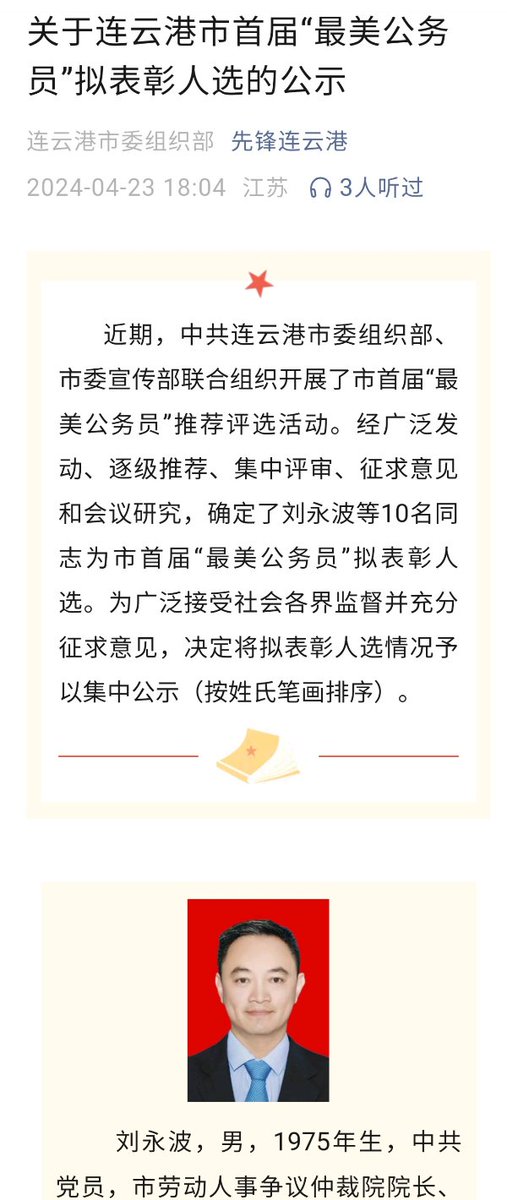 关于连云港市首届“最美公务
员”拟表彰人选的公示
连云港市委组织部 先锋连云港
2024-04-23 18:04 江苏 3人听过
近期，中共连云港市委组织部、
市委宣传部联合组织开展了市首届“最
美公务员”推荐评选活动。经广泛发
动、逐级推荐、集中评审、征求意见
和会议研究，确定了刘永波等10名同
志为市首届“最美公务员”拟表彰人
选。为广泛接受社会各界监督并充分
征求意见，决定将拟表彰人选情况予
以集中公示（按姓氏笔画排序）。
刘永波，男，1975年生，中共
党员，市劳动人事争议仲裁院院长、